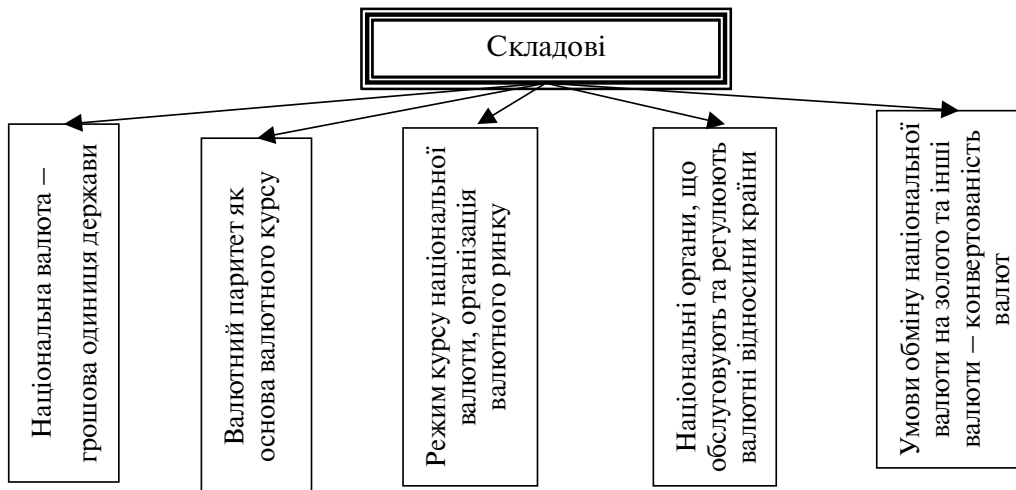 Складові
Національна валюта –
грошова одиниця держави
Валютний паритет як
основа валютного курсу
Режим курсу національної
валюти, організація
валютного ринку
Національні органи, що
обслуговують та регулюють
валютні відносини країни
Умови обміну національної
валюти на золото та інші
валюти – конвертованість
валют